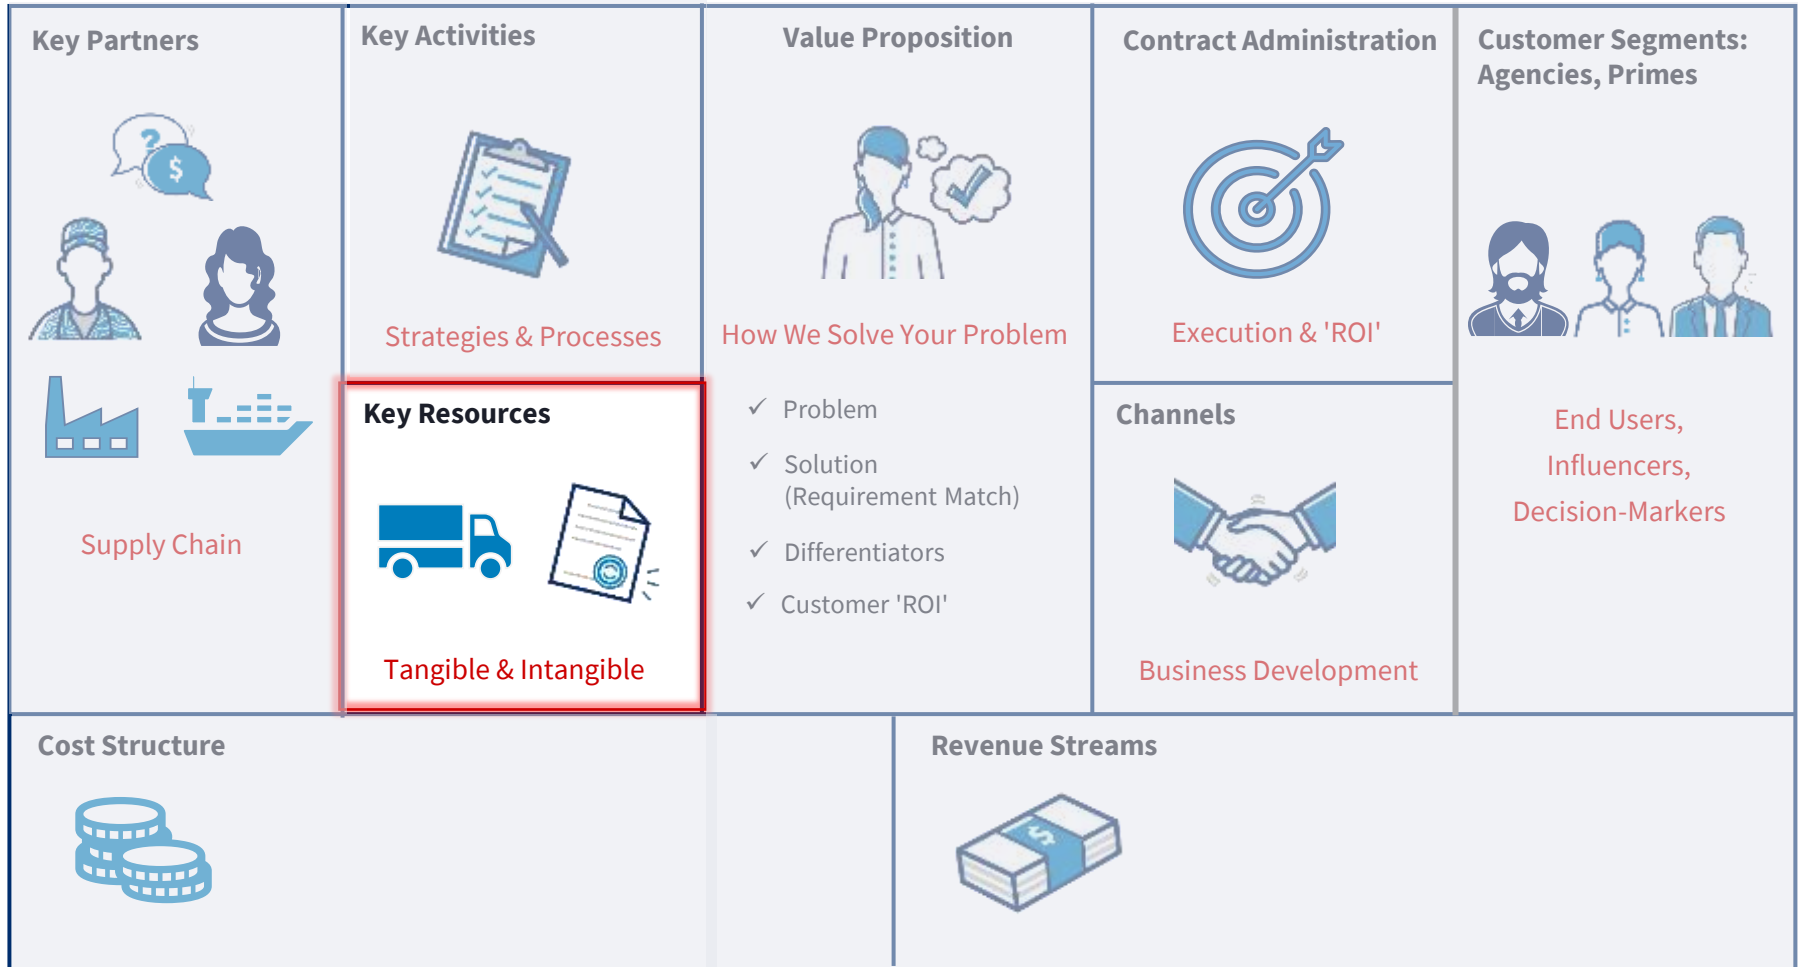 Key Partners
Supply Chain
Key Activities
Strategies & Processes
Key Resources
©
Tangible & Intangible
Value Proposition
How We Solve Your Problem
✓ Problem
✓ Solution
(Requirement Match)
✓ Differentiators
✓ Customer 'ROI'
Contract Administration
Execution & 'ROI'
Channels
Business Development
Customer Segments:
Agencies, Primes
End Users,
Influencers,
Decision-Markers
?
$
Cost Structure
Revenue Streams
$